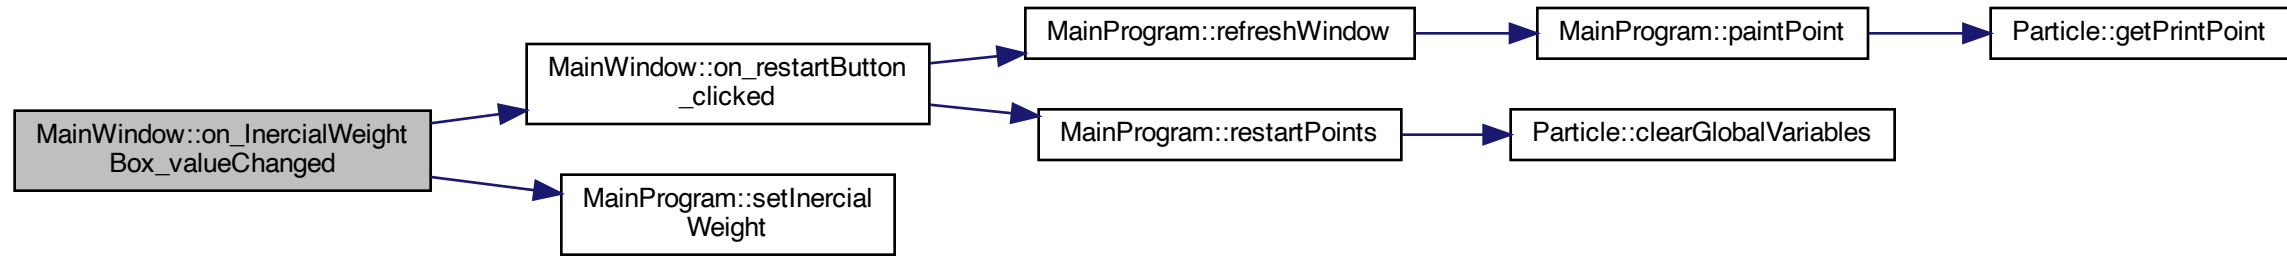 MainWindow::on_InercialWeight
Box_valueChanged
MainWindow::on_restartButton
_clicked
MainProgram::setInercial
Weight
MainProgram::refreshWindow
MainProgram::restartPoints
MainProgram::paintPoint
Particle::clearGlobalVariables
Particle::getPrintPoint